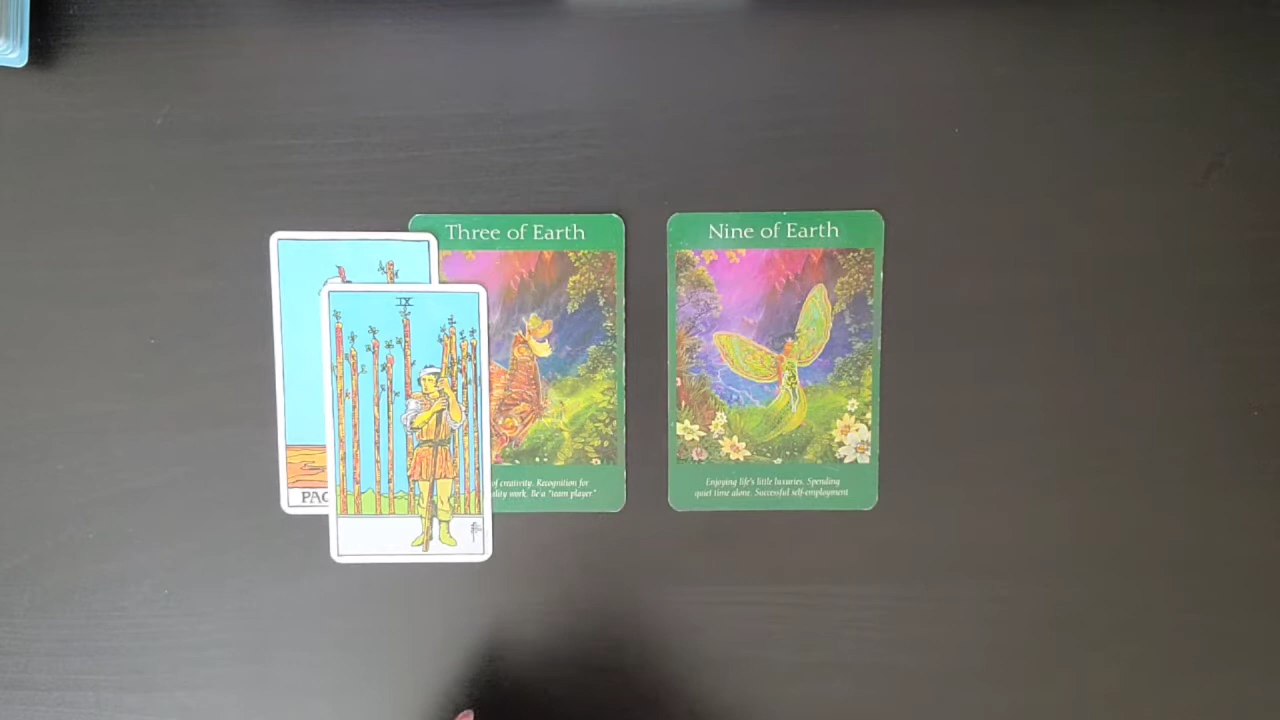 Three of Earth
Nine of Earth
IX
PAG
of creativity. Recognition for
ality work. Be a "team player"
Enjoying life's little luxuries. Spending
quiet time alone. Successful self-employment